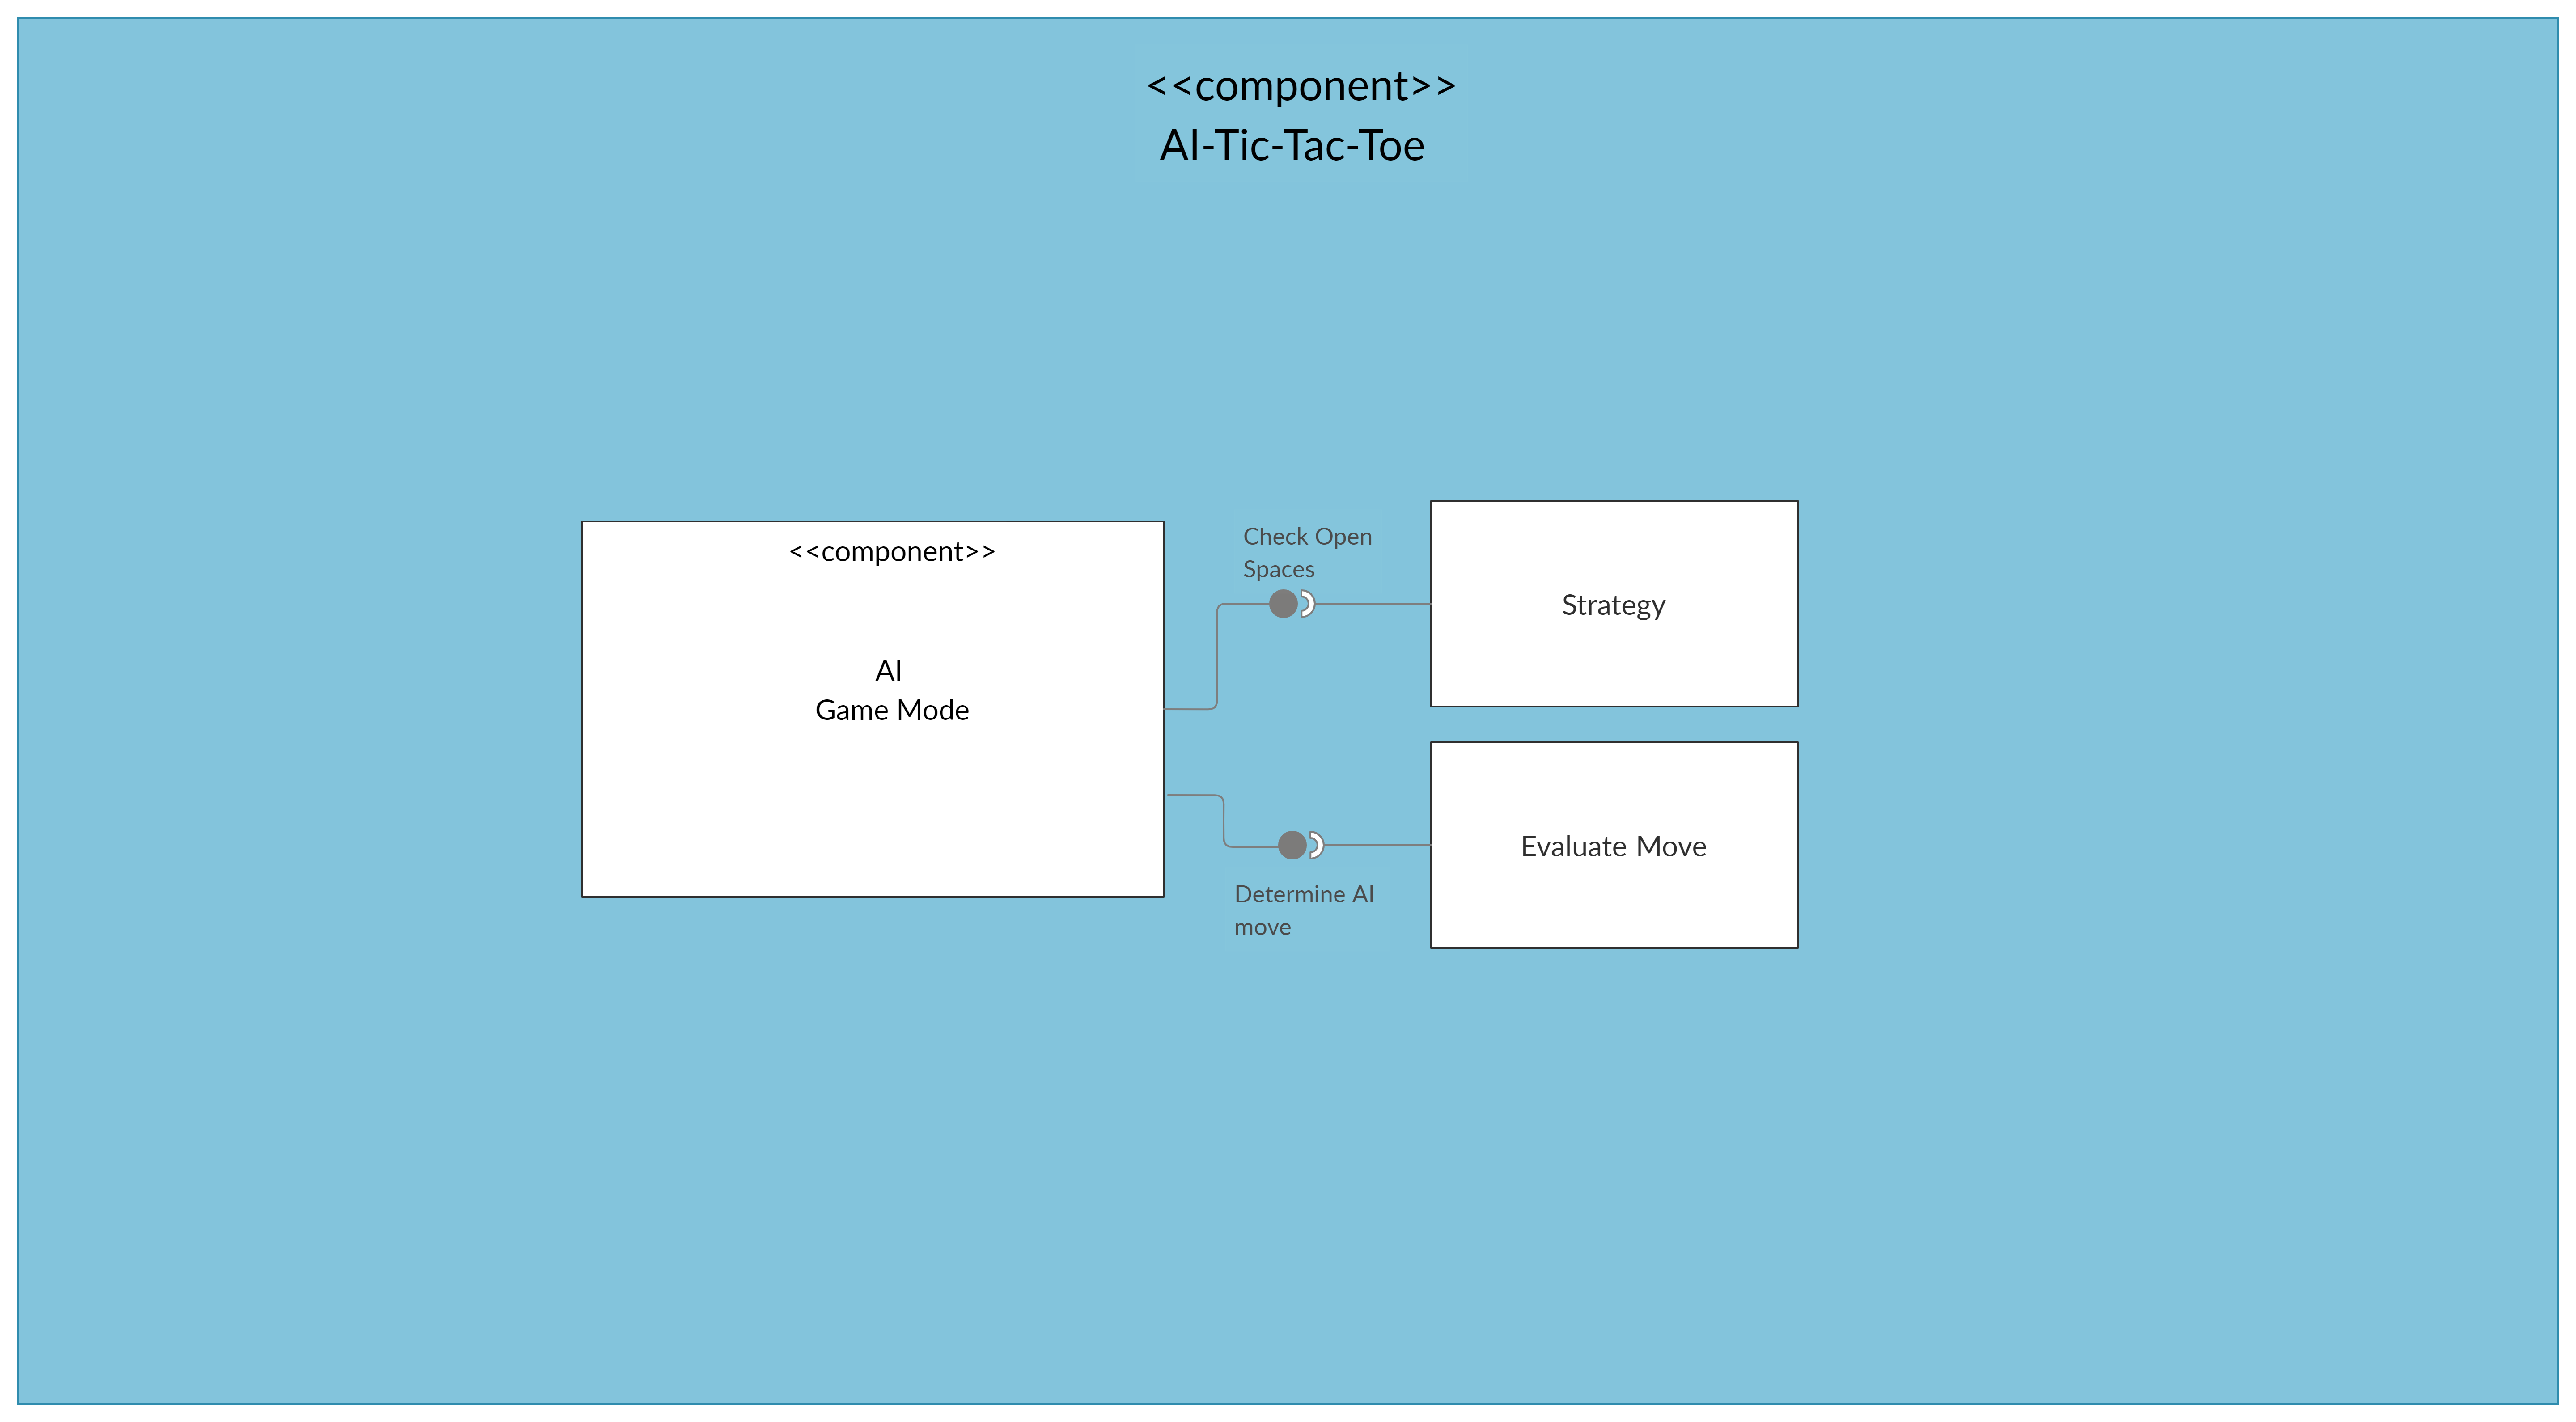 <<component>>
AI-Tic-Tac-Toe
<<component>>
AI
Game Mode
Check Open
Spaces
Strategy
Determine AI
move
Evaluate Move